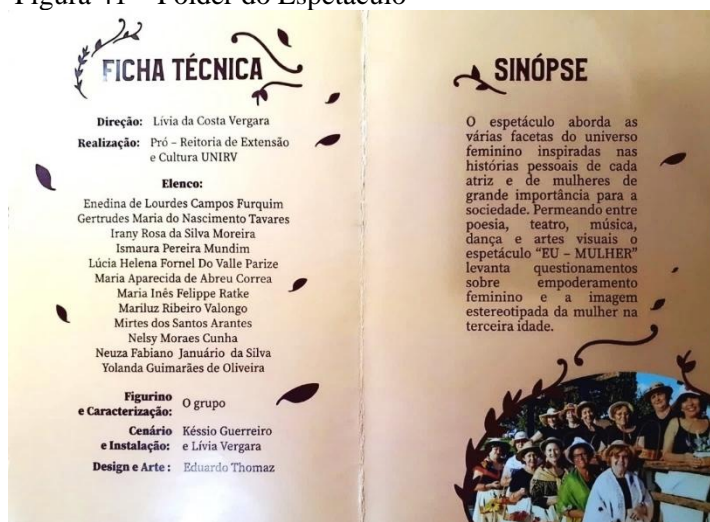 Figura 41 – Folder do Espetáculo
FICHA TÉCNICA
Direção: Lívia da Costa Vergara
Realização: Pró – Reitoria de Extensão
e Cultura UNIRV
Elenco:
Enedina de Lourdes Campos Furquim
Gertrudes Maria do Nascimento Tavares
Irany Rosa da Silva Moreira
Ismaura Pereira Mundim
Lúcia Helena Fornel Do Valle Parize
Maria Aparecida de Abreu Correa
Maria Inês Felippe Ratke
Mariluz Ribeiro Valongo
Mirtes dos Santos Arantes
Nelsy Moraes Cunha
Neuza Fabiano Januário da Silva
Yolanda Guimarães de Oliveira
Figurino
e Caracterização: O grupo
Cenário Késsio Guerreiro
e Instalação: e Lívia Vergara
Design e Arte : Eduardo Thomaz
SINÓPSE
O espetáculo aborda as
várias facetas do universo
feminino inspiradas nas
histórias pessoais de cada
atriz e de mulheres de
grande importância para a
sociedade. Permeando entre
poesia, teatro, música,
dança e artes visuais o
espetáculo "EU – MULHER"
levanta questionamentos
sobre empoderamento
feminino e a imagem
estereotipada da mulher na
terceira idade.